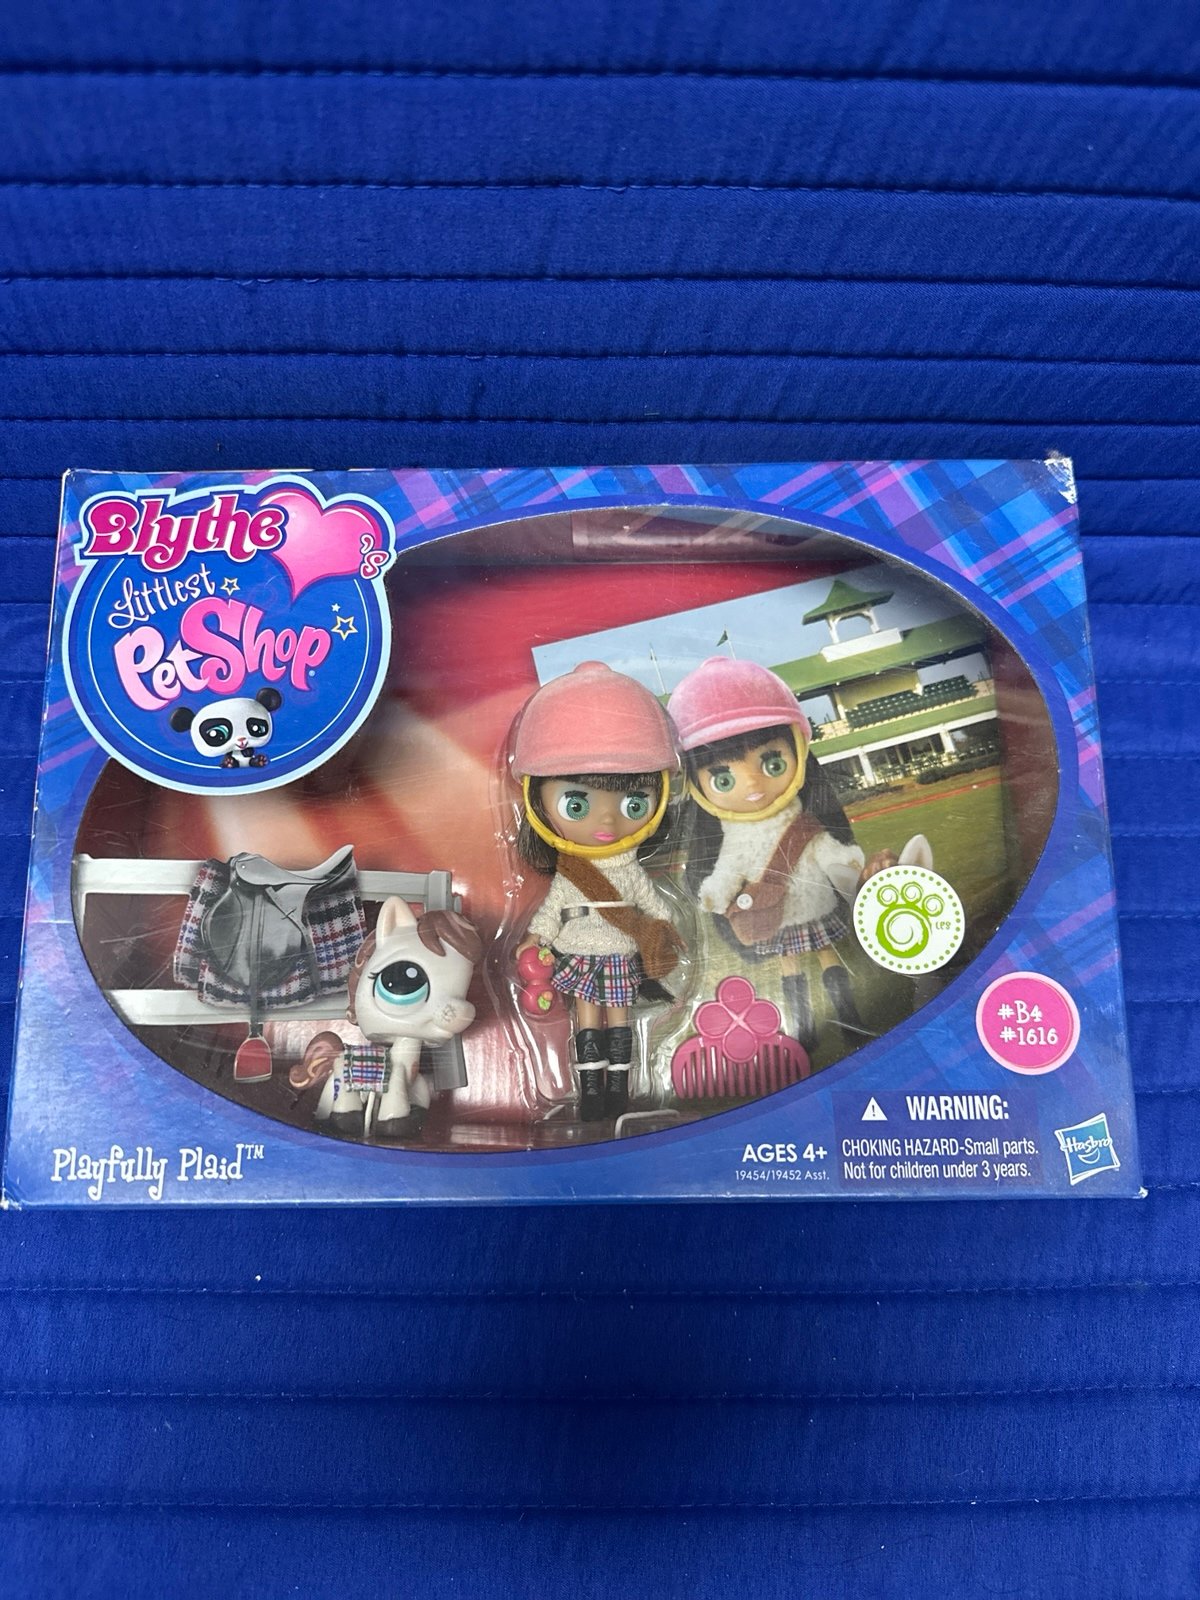 Blythe's
Littlest
PetShop
LPS
#B4
#1616
Playfully Plaid™
AGES 4+
19454/19452 Asst.
⚠ WARNING:
CHOKING HAZARD-Small parts.
Not for children under 3 years.
Hasbro